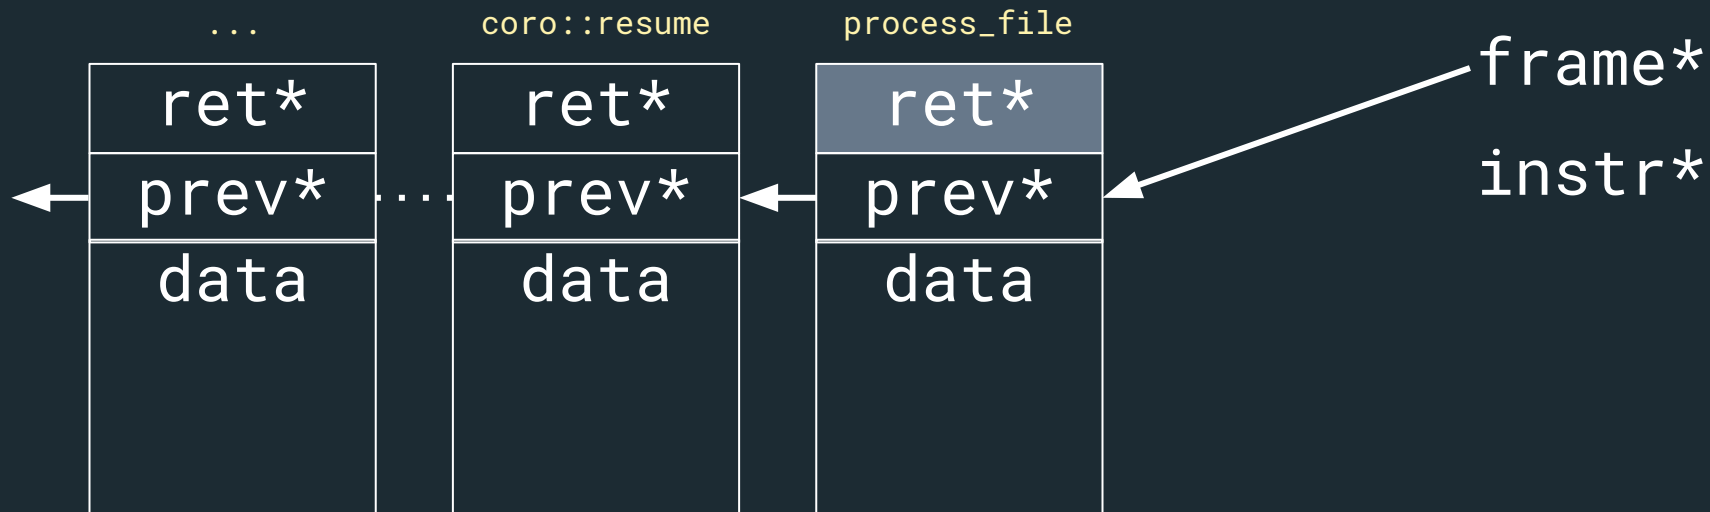 ... coro::resume process_file
frame*
ret* ret* ret*
instr*
prev* .... prev* prev*
data data data